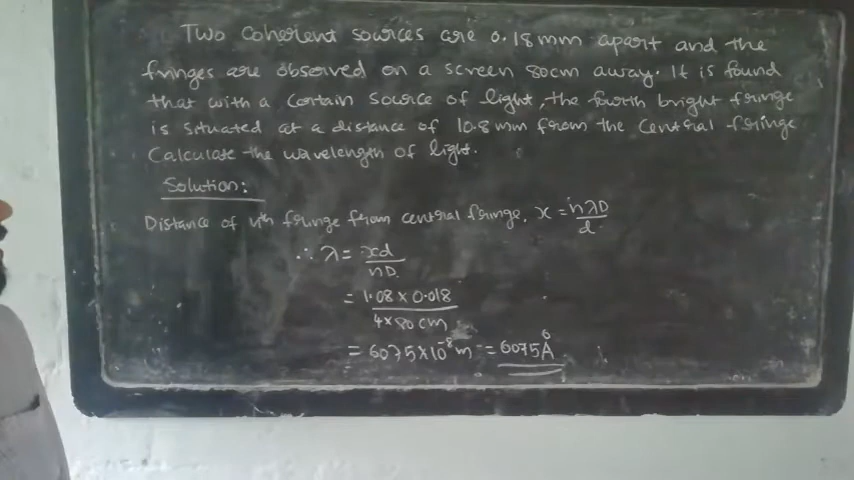 Two coherent sources are 0.18mm apart and the
fringes are observed on a screen 80cm away. It is found
that with a certain source of light, the fourth bright fringe
is situated at a distance of 10.8 mm from the central fringe
Calculate the wavelength of light.
Solution:
Distance of nth fringe from central fringe, x = nλD/d
∴ λ = xd/nD
= 1.08 × 0.018/4×80 cm
= 6075×10⁻⁸ m = 6075Å